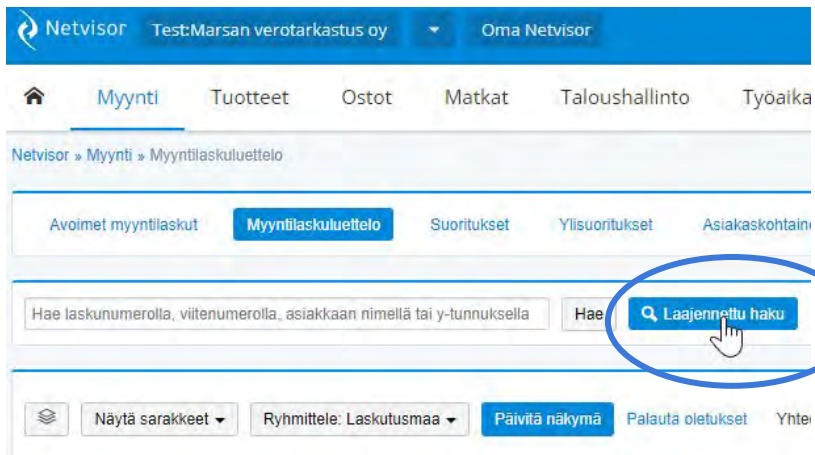 Netvisor Test:Marsan verotarkastus oy Oma Netvisor
Myynti Tuotteet Ostot Matkat Taloushallinto Työaika
Netvisor » Myynti » Myyntilaskuluettelo
Avoimet myyntilaskut Myyntilaskuluettelo Suoritukset Ylisuoritukset Asiakaskohtain
Hae laskunumerolla, viitenumerolla, asiakkaan nimellä tai y-tunnuksella Hae Laajennettu haku
Näytä sarakkeet Ryhmittele: Laskutusmaa Päivitä näkymä Palauta oletukset